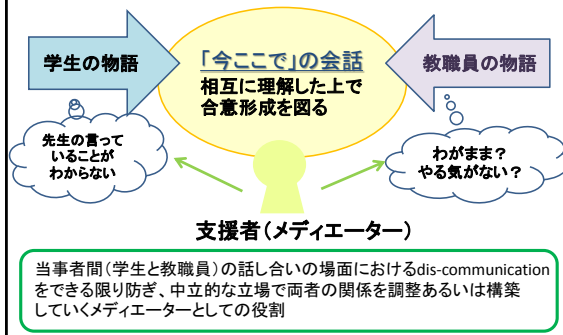 学生の物語
「今ここで」の会話
相互に理解した上で
合意形成を図る
教職員の物語
先生の言って
いることが
わからない
わがまま？
やる気がない？
支援者（メディエーター）
当事者間（学生と教職員）の話し合いの場面におけるdis-communication
をできる限り防ぎ、中立的な立場で両者の関係を調整あるいは構築
していくメディエーターとしての役割